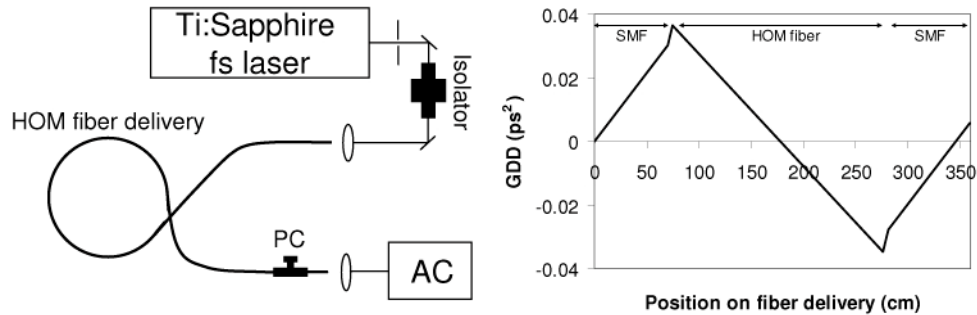 Ti:Sapphire
fs laser
Isolator
HOM fiber delivery
PC
AC
0.04
0.02
0
-0.02
-0.04
GDD (ps²)
SMF
HOM fiber
SMF
0 50 100 150 200 250 300 350
Position on fiber delivery (cm)